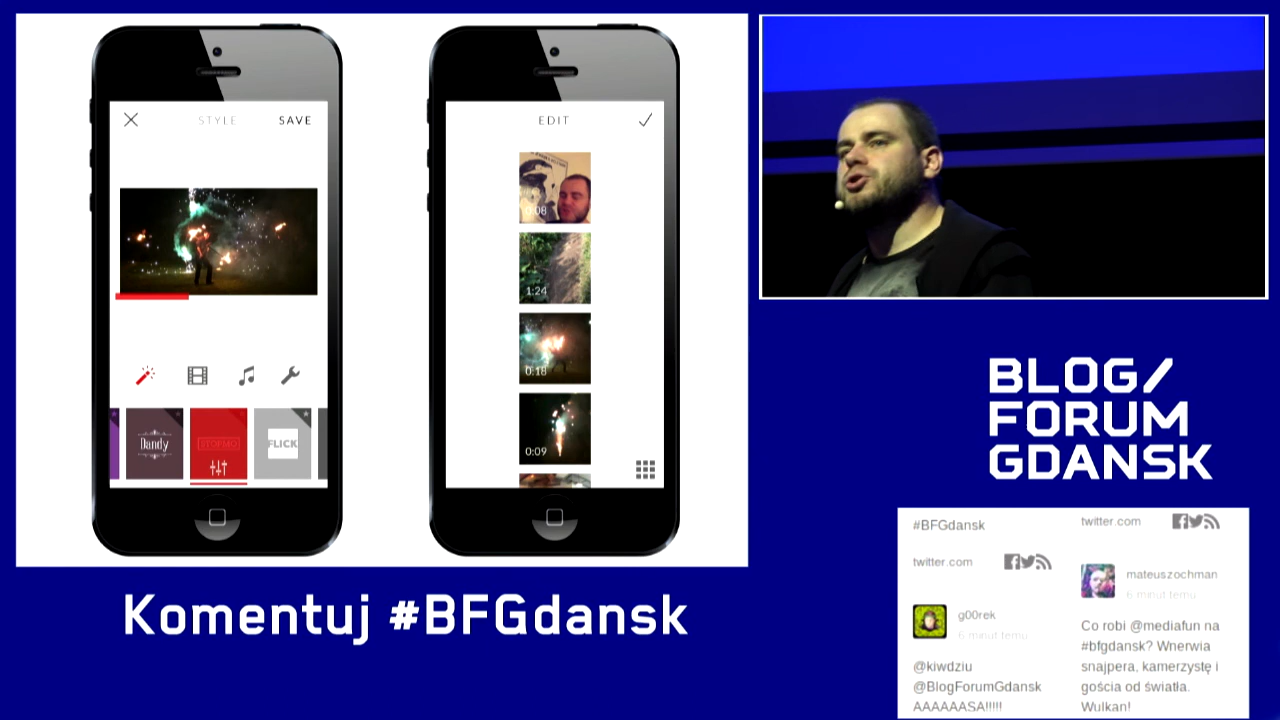 STYLE
SAVE
EDIT
0:08
1:24
0:18
0:09
Dandy
STOPMO
FLICK
BLOG/
FORUM
GDANSK
Komentuj #BFGdansk
#BFGdansk
twitter.com
g00rek
6 minut temu
@kiwdziu
@BlogForumGdansk
AAAAAASA!!!!!
twitter.com
mateuszochman
6 minut temu
Co robi @mediafun na
#bfgdansk? Wnerwia
snajpera, kamerzystę i
gościa od światła.
Wulkan!